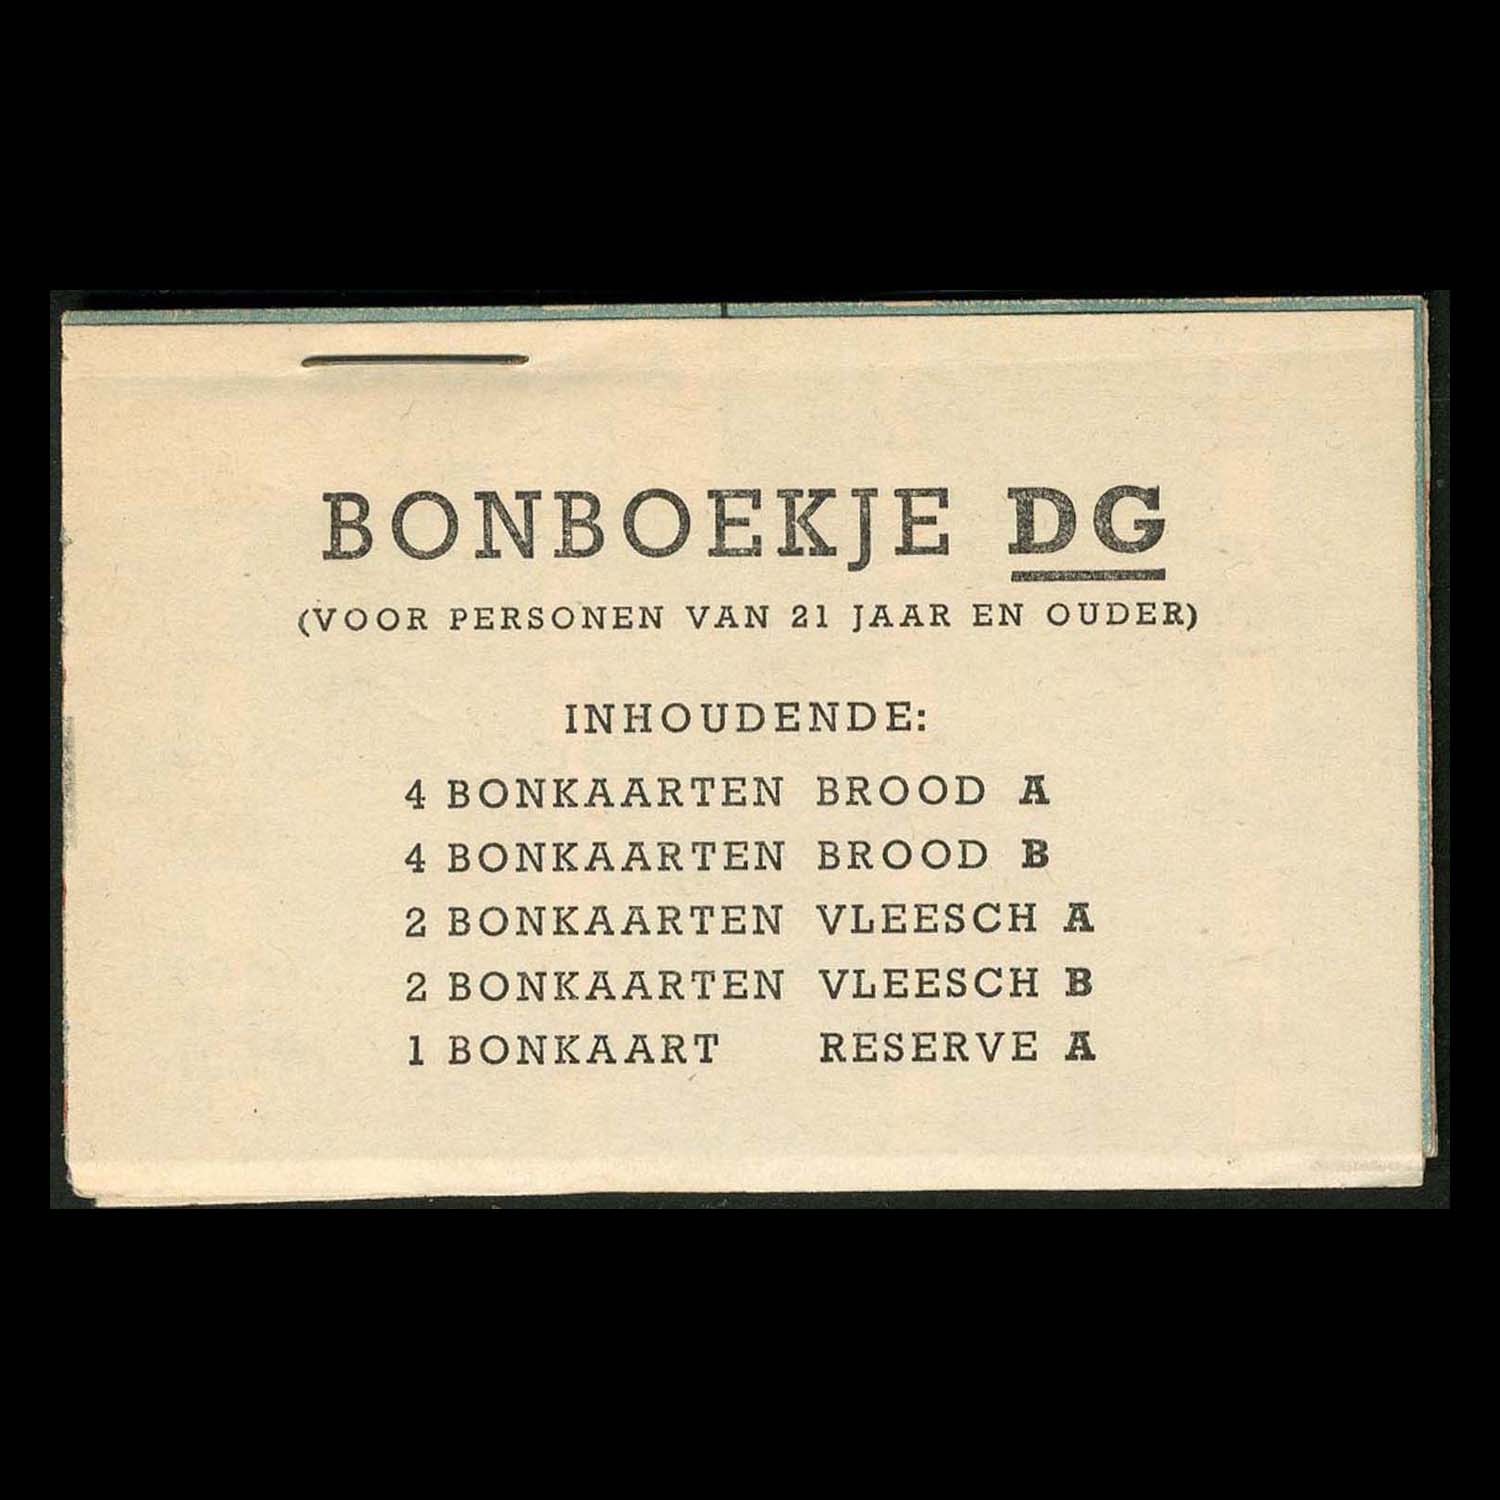 BONBOEKJE DG
(VOOR PERSONEN VAN 21 JAAR EN OUDER)
INHOUDENDE:
4 BONKAARTEN BROOD A
4 BONKAARTEN BROOD B
2 BONKAARTEN VLEESCH A
2 BONKAARTEN VLEESCH B
1 BONKAART RESERVE A